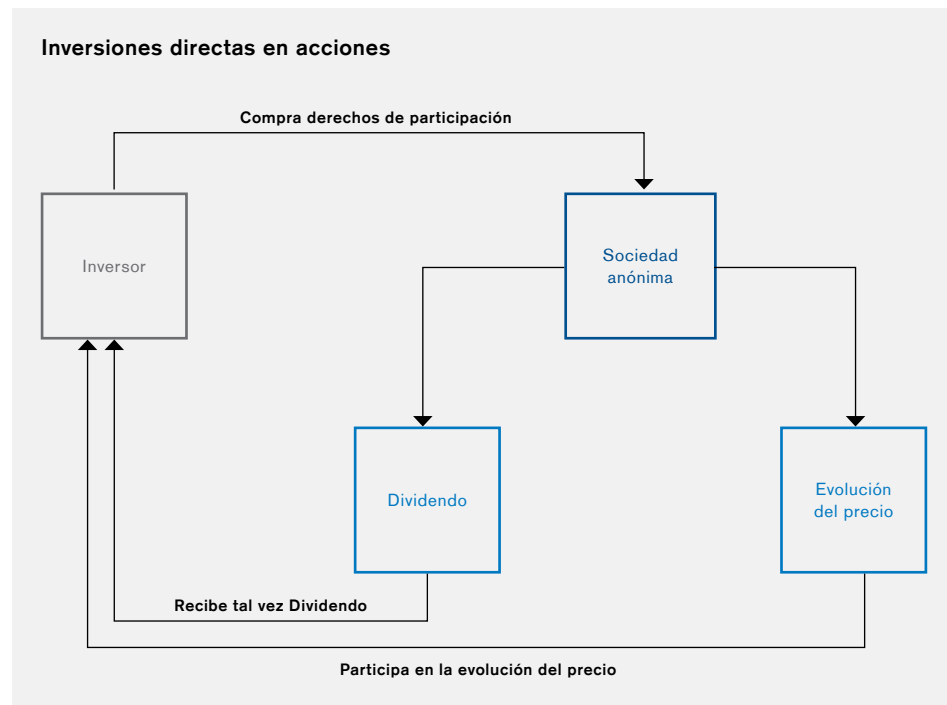 Inversiones directas en acciones
Compra derechos de participación
Inversor
Sociedad
anónima
Dividendo
Evolución
del precio
Recibe tal vez Dividendo
Participa en la evolución del precio